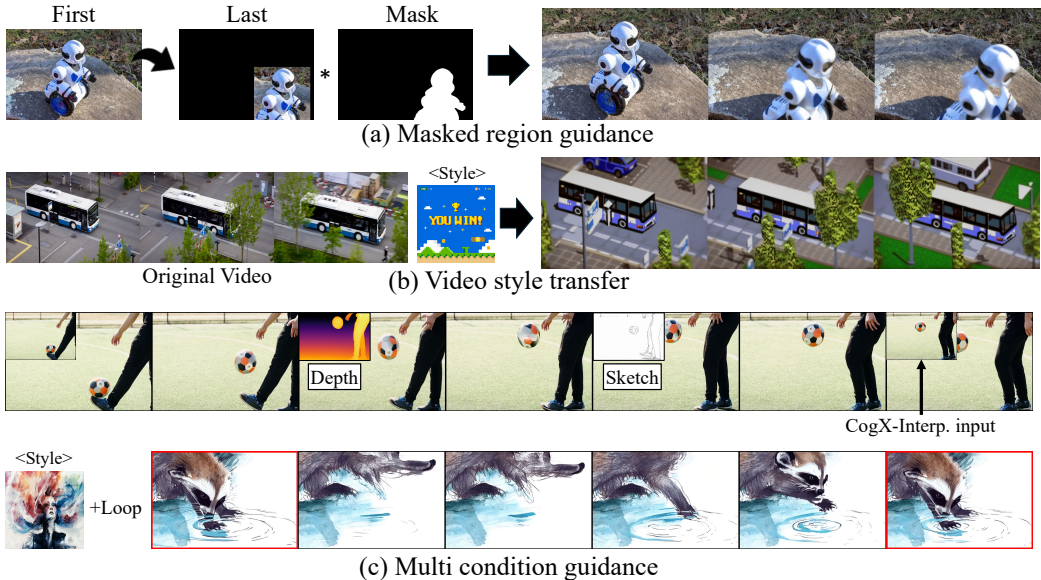 First
Last
Mask
*
(a) Masked region guidance
<Style>
YOU WIN!
Original Video
(b) Video style transfer
Depth
Sketch
CogX-Interp. input
<Style>
+Loop
(c) Multi condition guidance